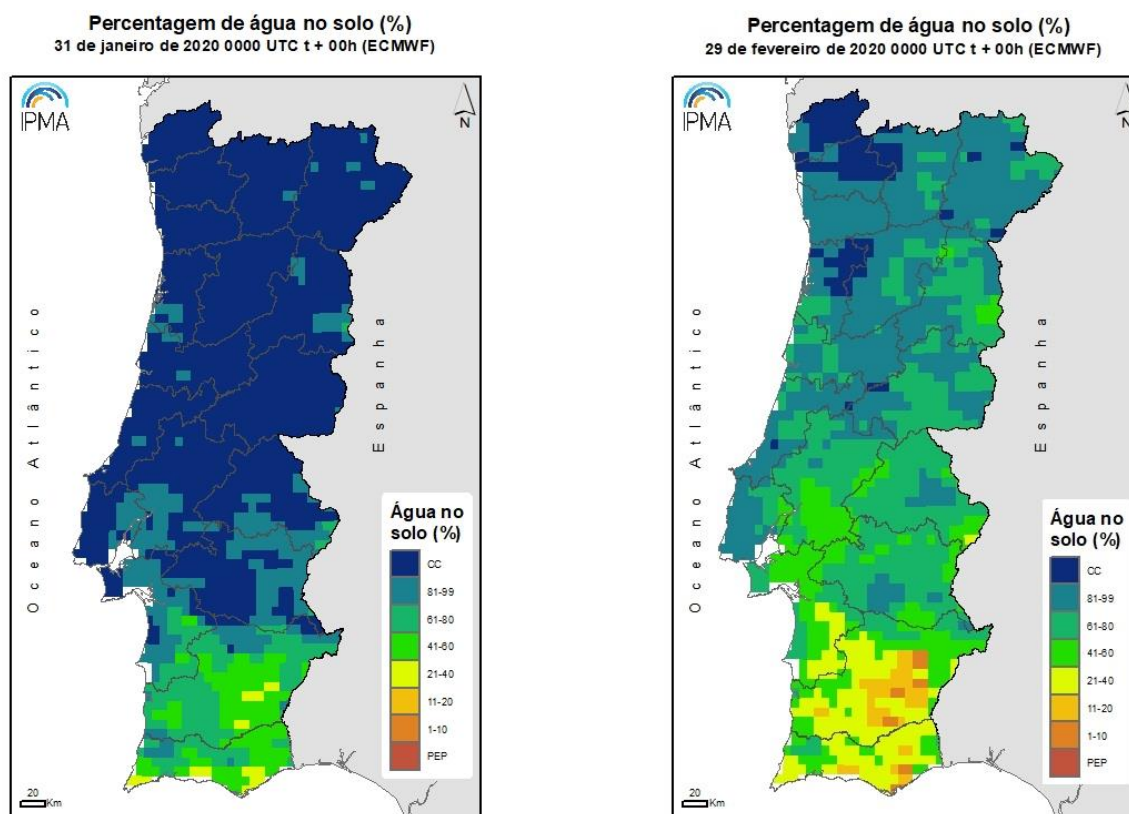 Percentagem de água no solo (%)
31 de janeiro de 2020 0000 UTC t + 00h (ECMWF)
IPMA
N
Oceano Atlântico
Espanha
Água no
solo (%)
CC
81-99
61-80
41-60
21-40
11-20
1-10
PEP
20
Km
Percentagem de água no solo (%)
29 de fevereiro de 2020 0000 UTC t + 00h (ECMWF)
IPMA
N
Oceano Atlântico
Espanha
Água no
solo (%)
CC
81-99
61-80
41-60
21-40
11-20
1-10
PEP
20
Km